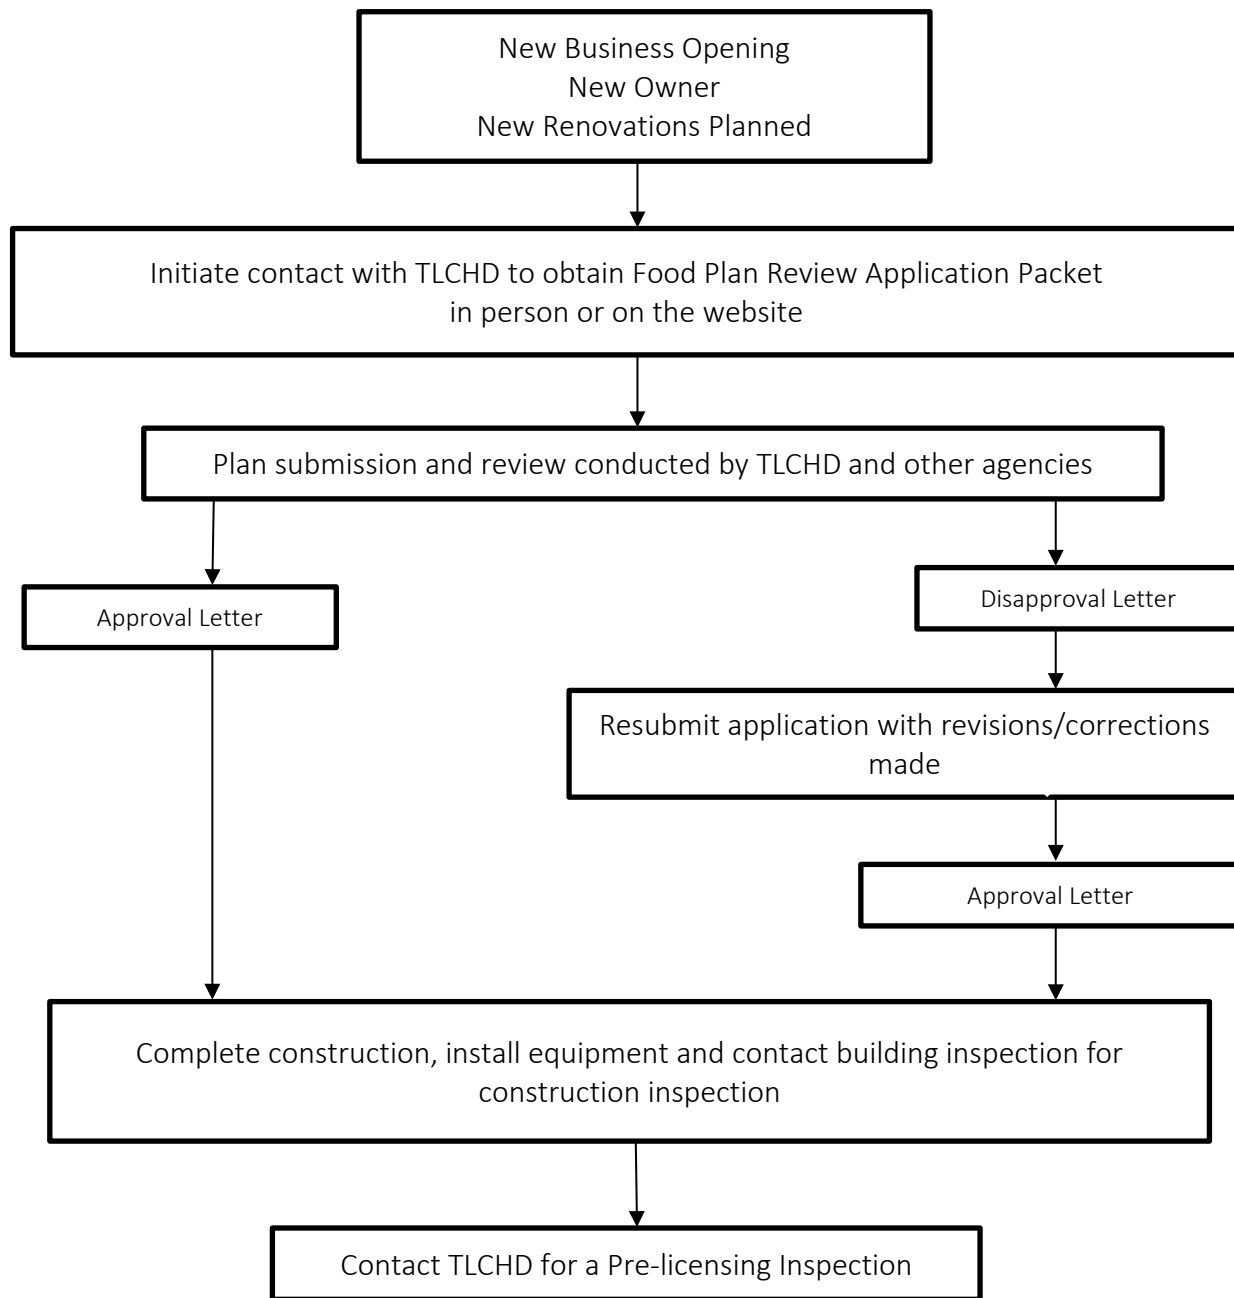 New Business Opening
New Owner
New Renovations Planned
Initiate contact with TLCHD to obtain Food Plan Review Application Packet
in person or on the website
Plan submission and review conducted by TLCHD and other agencies
Approval Letter
Disapproval Letter
Resubmit application with revisions/corrections
made
Approval Letter
Complete construction, install equipment and contact building inspection for
construction inspection
Contact TLCHD for a Pre-licensing Inspection